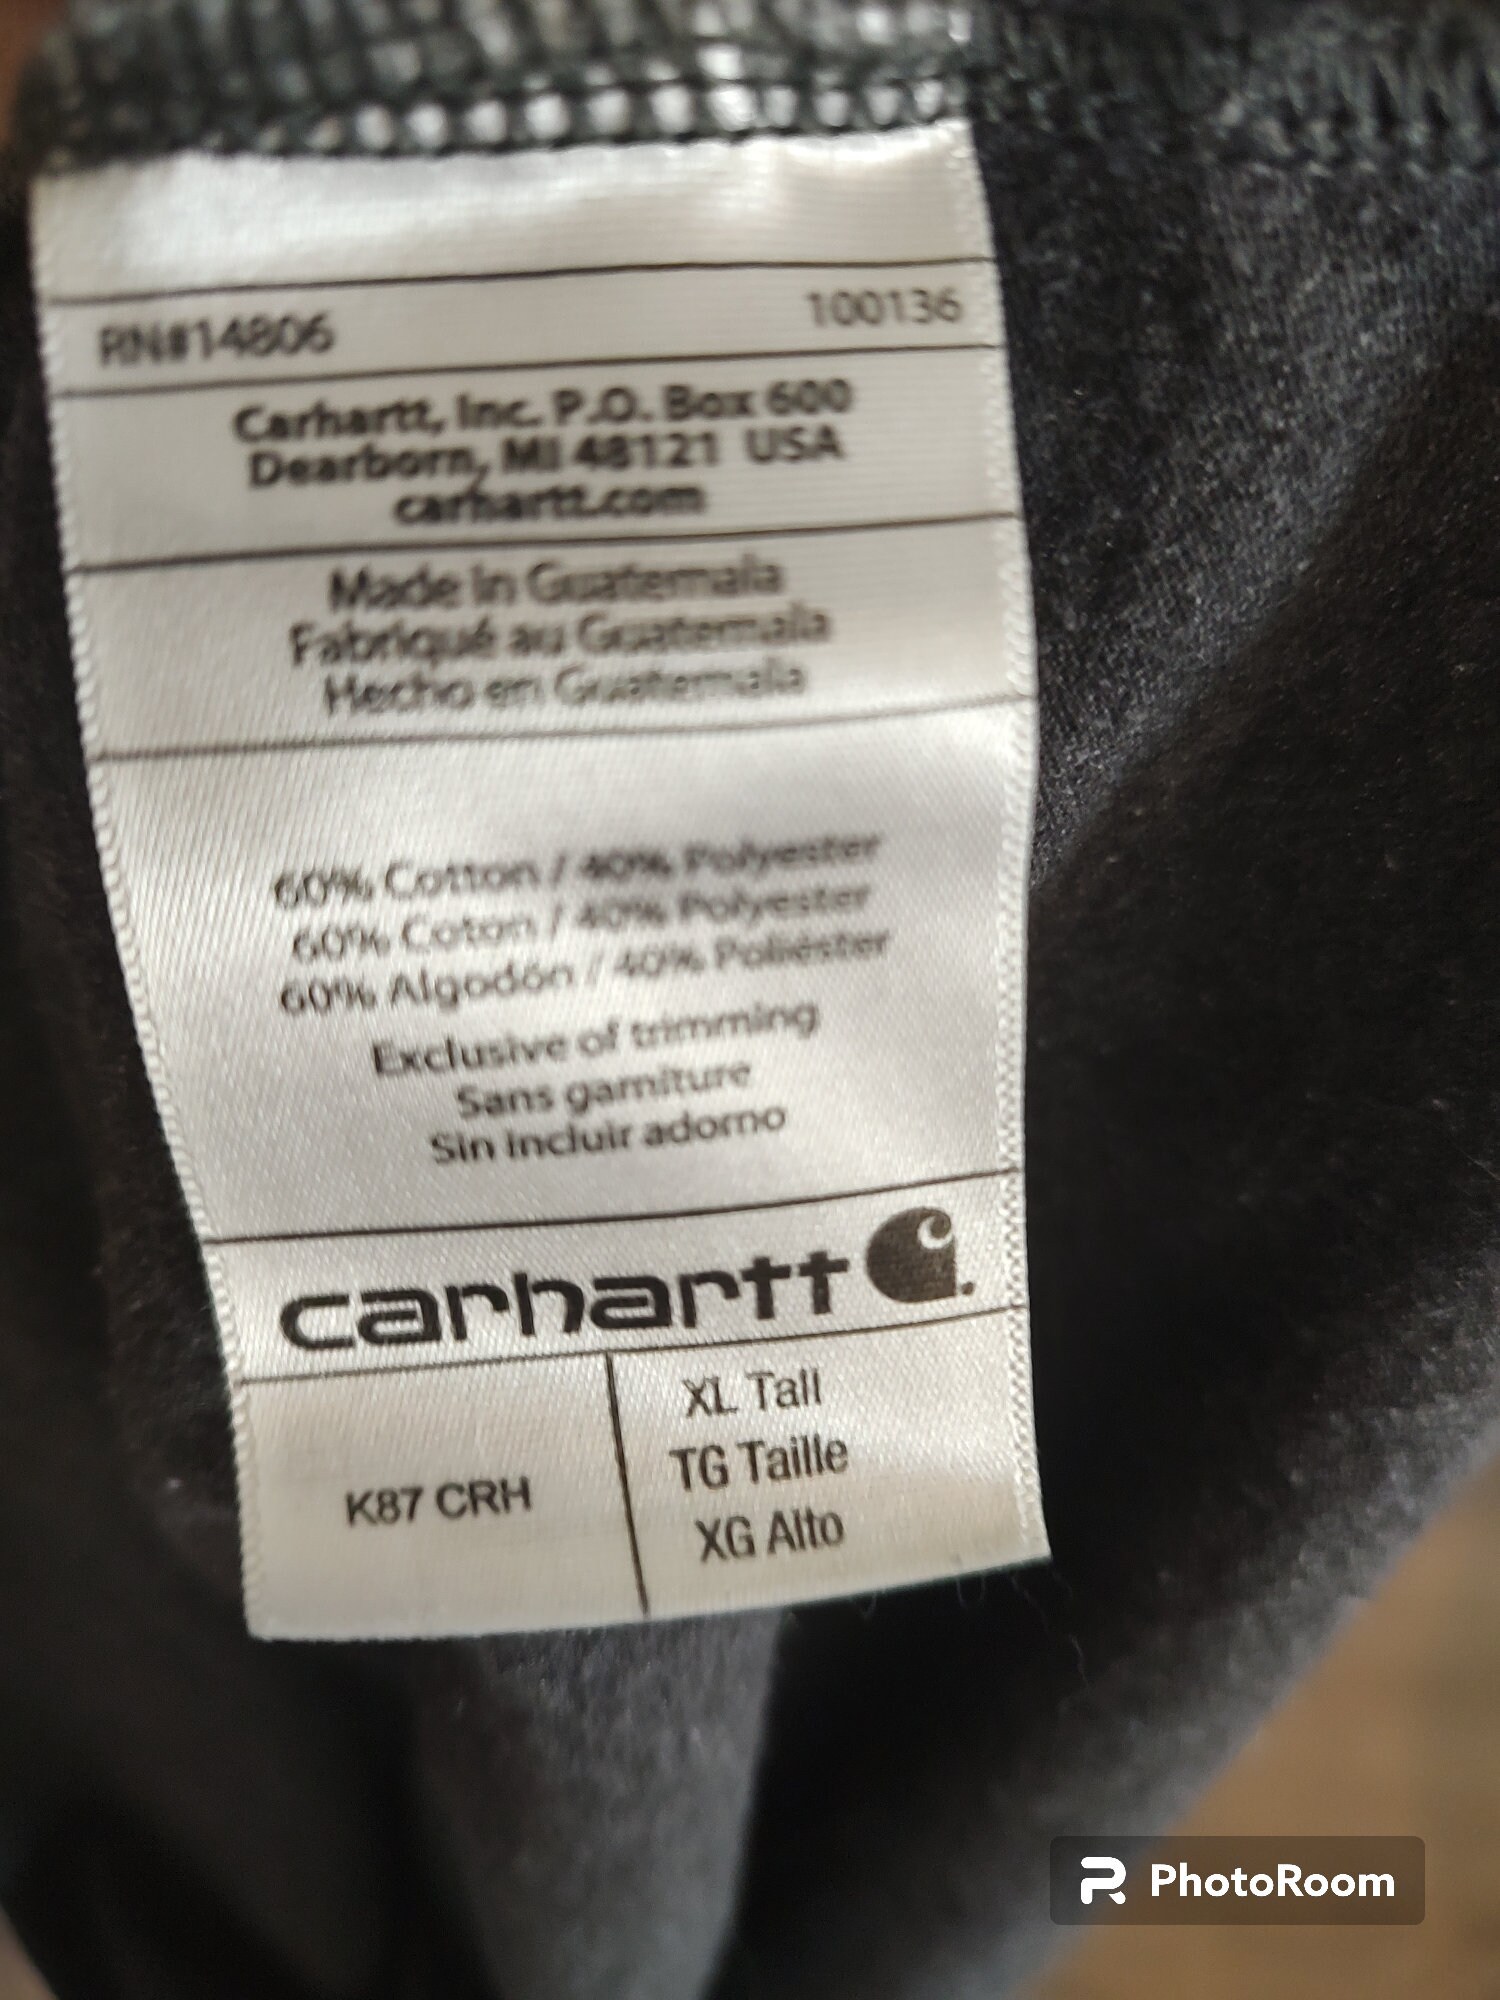 RN#14806 100136
Carhartt, Inc. P.O. Box 600
Dearborn, MI 48121 USA
carhartt.com
Made in Guatemala
Fabriqué au Guatemala
Hecho en Guatemala
60% Cotton / 40% Polyester
60% Coton / 40% Polyester
60% Algodón / 40% Poliéster
Exclusive of trimming
Sans garniture
Sin incluir adorno
carhartt
K87 CRH
XL Tall
TG Taille
XG Alto
PhotoRoom